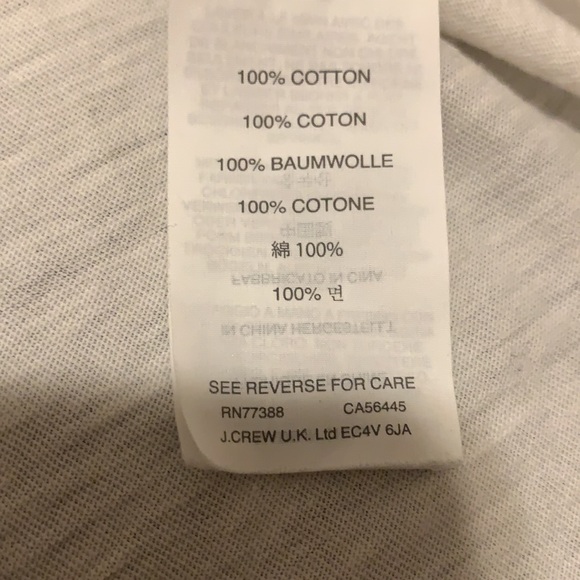 100% COTTON
100% COTON
100% BAUMWOLLE
100% COTONE
綿 100%
100% 면
SEE REVERSE FOR CARE
RN77388 CA56445
J.CREW U.K. Ltd EC4V 6JA